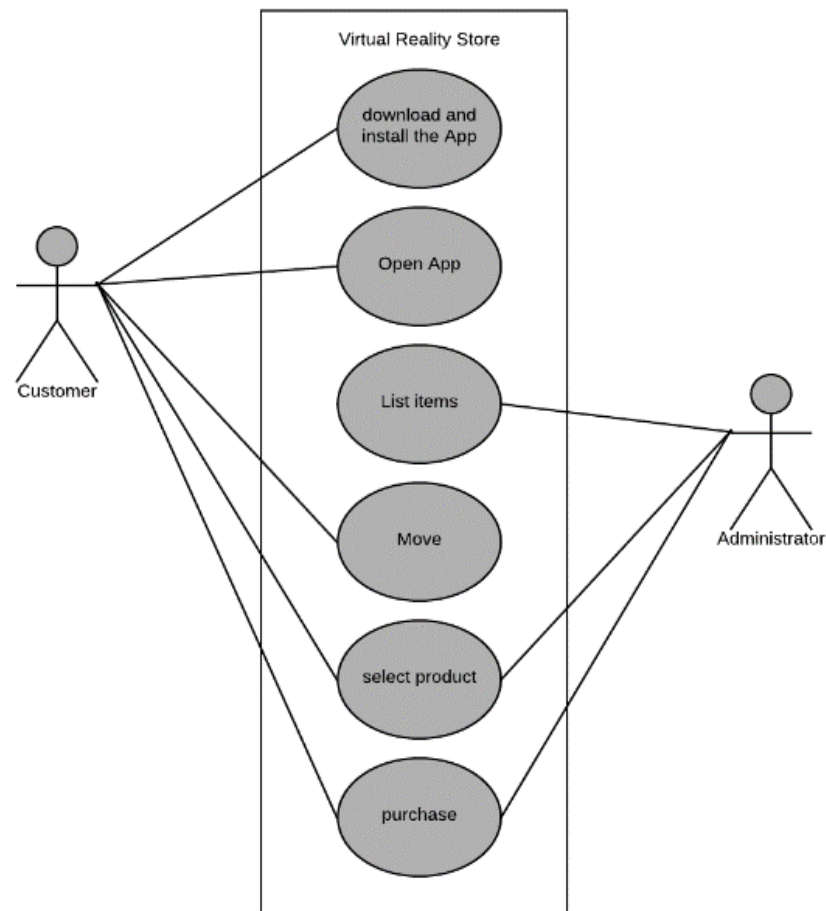 Virtual Reality Store
download and
install the App
Open App
Customer
List items
Move
Administrator
select product
purchase